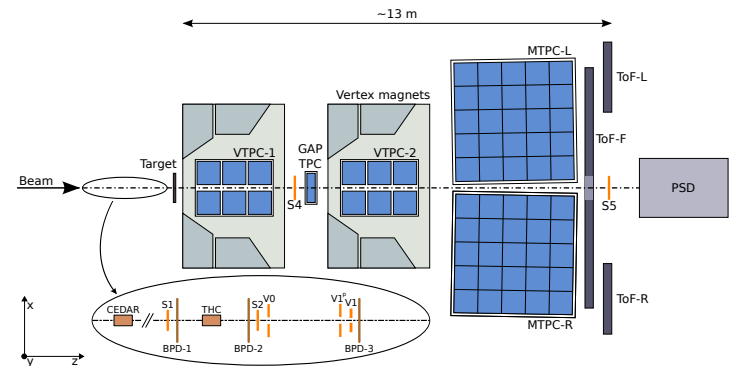 ~13 m
MTPC-L
ToF-L
Vertex magnets
ToF-F
GAP
TPC
VTPC-1
VTPC-2
Target
Beam
PSD
S4
S5
x
CEDAR
S1
THC
S2
V0
V1ᵖ
V1
BPD-1
BPD-2
BPD-3
MTPC-R
ToF-R
y
z